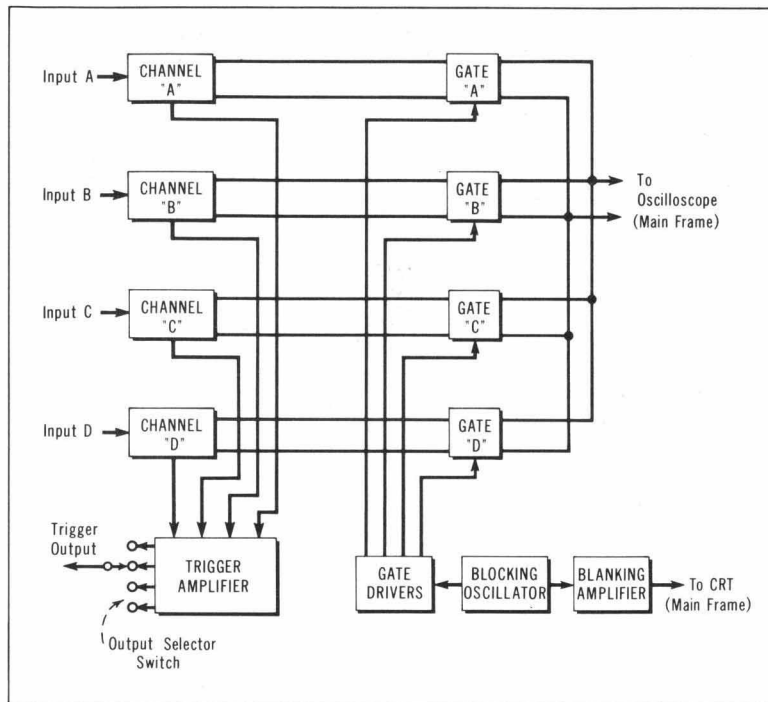 Input A
CHANNEL
"A"
GATE
"A"
Input B
CHANNEL
"B"
GATE
"B"
To
Oscilloscope
(Main Frame)
Input C
CHANNEL
"C"
GATE
"C"
Input D
CHANNEL
"D"
GATE
"D"
Trigger
Output
TRIGGER
AMPLIFIER
Output Selector
Switch
GATE
DRIVERS
BLOCKING
OSCILLATOR
BLANKING
AMPLIFIER
To CRT
(Main Frame)